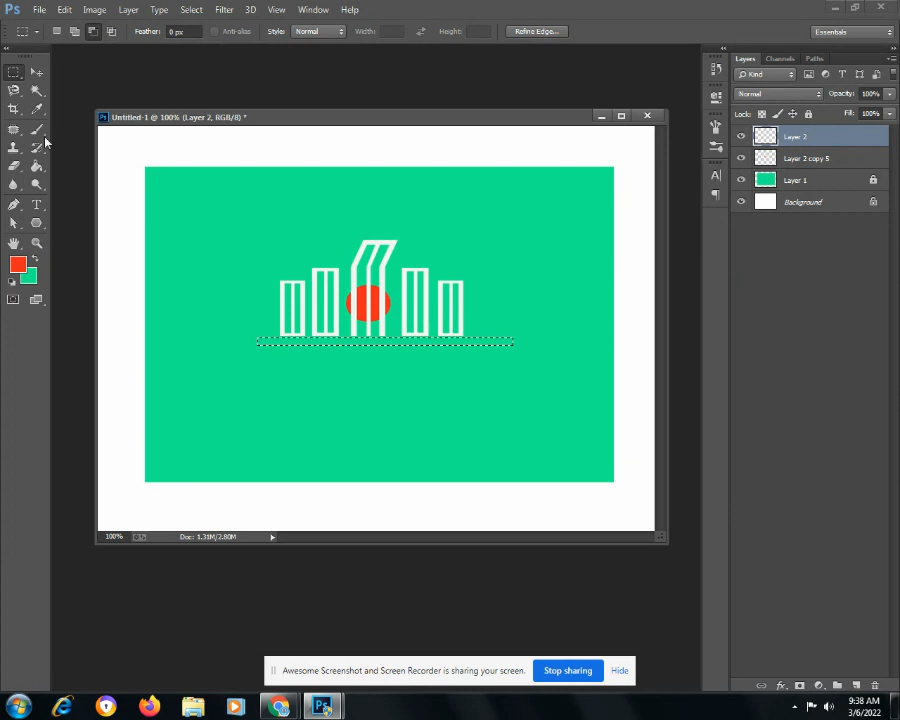 Ps File Edit Image Layer Type Select Filter 3D View Window Help
Feather: 0 px Anti-alias Style: Normal Width: Height: Refine Edge... Essentials
Layers Channels Paths
Kind
Normal Opacity: 100%
Lock: Fill: 100%
Untitled-1 @ 100% (Layer 2, RGB/8) *
Layer 2
Layer 2 copy 5
Layer 1
Background
100% Doc: 1.31M/2.80M
Awesome Screenshot and Screen Recorder is sharing your screen. Stop sharing Hide
9:38 AM
3/6/2022